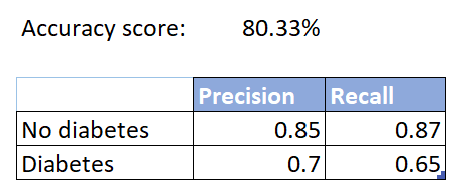 Accuracy score: 80.33%
Precision Recall
No diabetes 0.85 0.87
Diabetes 0.7 0.65